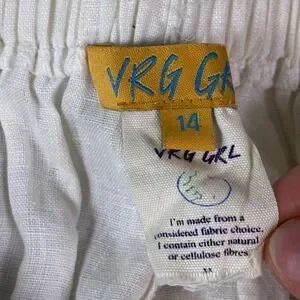 VRG GRL
14
VRG GRL
I'm made from a
considered fabric choice.
I contain either natural
or cellulose fibres